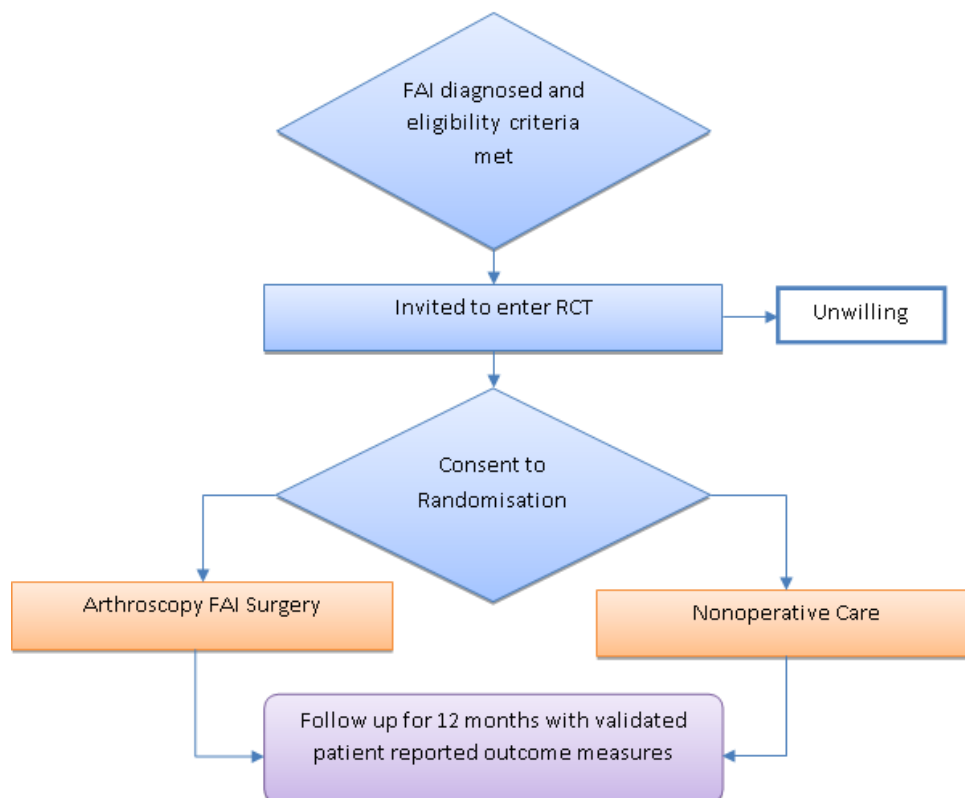 FAI diagnosed and
eligibility criteria
met
Invited to enter RCT
Unwilling
Consent to
Randomisation
Arthroscopy FAI Surgery
Nonoperative Care
Follow up for 12 months with validated
patient reported outcome measures